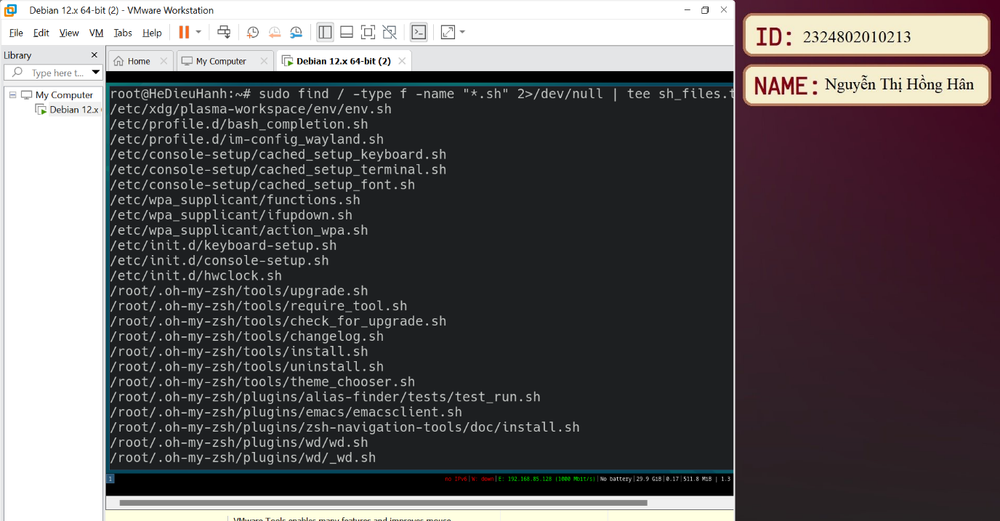 Debian 12.x 64-bit (2) - VMware Workstation
File Edit View VM Tabs Help
Library
Type here t...
My Computer
Debian 12.x
Home
My Computer
Debian 12.x 64-bit (2)
root@HeDieuHanh:~# sudo find / -type f -name "*.sh" 2>/dev/null | tee sh_files.t
/etc/xdg/plasma-workspace/env/env.sh
/etc/profile.d/bash_completion.sh
/etc/profile.d/im-config_wayland.sh
/etc/console-setup/cached_setup_keyboard.sh
/etc/console-setup/cached_setup_terminal.sh
/etc/console-setup/cached_setup_font.sh
/etc/wpa_supplicant/functions.sh
/etc/wpa_supplicant/ifupdown.sh
/etc/wpa_supplicant/action_wpa.sh
/etc/init.d/keyboard-setup.sh
/etc/init.d/console-setup.sh
/etc/init.d/hwclock.sh
/root/.oh-my-zsh/tools/upgrade.sh
/root/.oh-my-zsh/tools/require_tool.sh
/root/.oh-my-zsh/tools/check_for_upgrade.sh
/root/.oh-my-zsh/tools/changelog.sh
/root/.oh-my-zsh/tools/install.sh
/root/.oh-my-zsh/tools/uninstall.sh
/root/.oh-my-zsh/tools/theme_chooser.sh
/root/.oh-my-zsh/plugins/alias-finder/tests/test_run.sh
/root/.oh-my-zsh/plugins/emacs/emacsclient.sh
/root/.oh-my-zsh/plugins/zsh-navigation-tools/doc/install.sh
/root/.oh-my-zsh/plugins/wd/wd.sh
/root/.oh-my-zsh/plugins/wd/_wd.sh
1
no IPv6|W: down|E: 192.168.85.128 (1000 Mbit/s)|No battery|29.9 GiB|0.17|511.8 MiB | 1.3
VMware Tools enables many features and improves mouse
ID: 2324802010213
NAME: Nguyễn Thị Hồng Hân